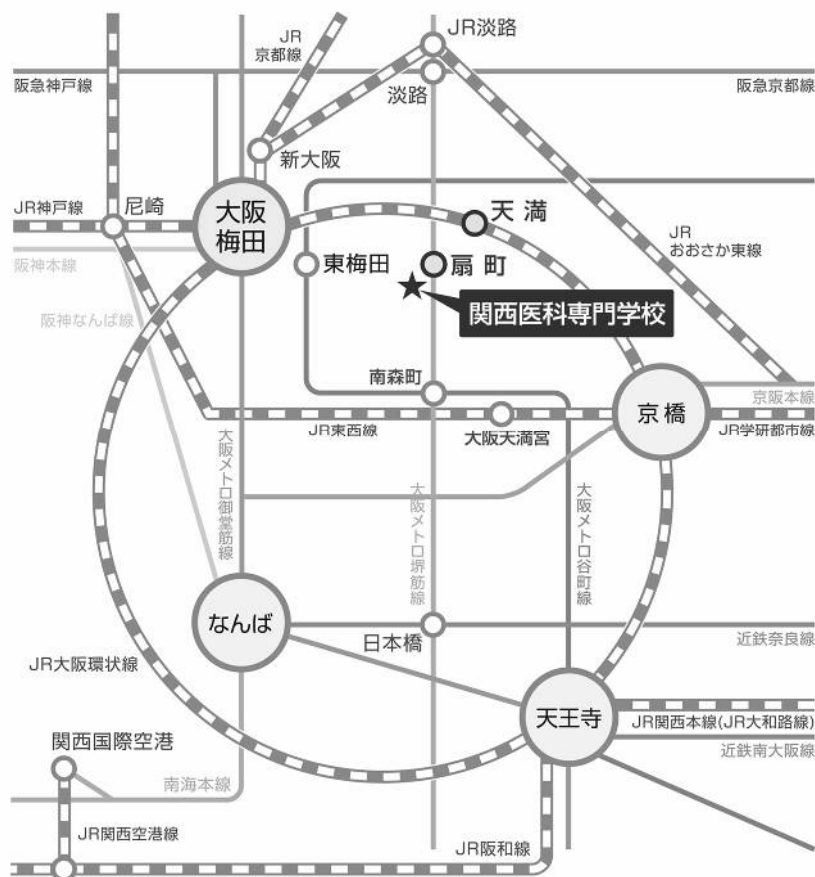 JR淡路
JR
京都線
阪急神戸線
淡路
阪急京都線
新大阪
JR神戸線
尼崎
大阪
梅田
天満
JR
おおさか東線
阪神本線
東梅田
扇町
関西医科専門学校
阪神なんば線
南森町
京橋
京阪本線
JR東西線
大阪天満宮
JR学研都市線
大阪メトロ御堂筋線
大阪メトロ堺筋線
大阪メトロ谷町線
なんば
日本橋
近鉄奈良線
JR大阪環状線
天王寺
JR関西本線(JR大和路線)
関西国際空港
近鉄南大阪線
南海本線
JR関西空港線
JR阪和線